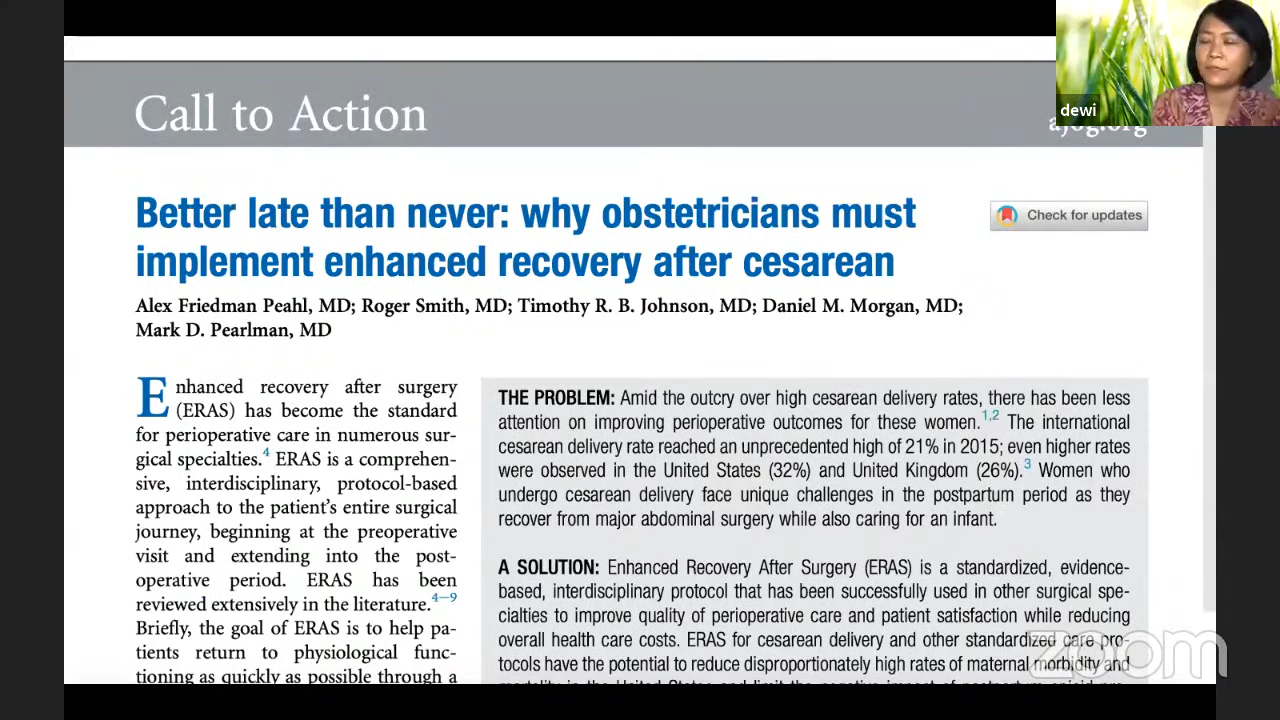 dewi
Call to Action
ajog.org
Better late than never: why obstetricians must
implement enhanced recovery after cesarean
Check for updates
Alex Friedman Peahl, MD; Roger Smith, MD; Timothy R. B. Johnson, MD; Daniel M. Morgan, MD;
Mark D. Pearlman, MD
Enhanced recovery after surgery
(ERAS) has become the standard
for perioperative care in numerous sur-
gical specialties.4 ERAS is a comprehen-
sive, interdisciplinary, protocol-based
approach to the patient's entire surgical
journey, beginning at the preoperative
visit and extending into the post-
operative period. ERAS has been
reviewed extensively in the literature.4–9
Briefly, the goal of ERAS is to help pa-
tients return to physiological func-
tioning as quickly as possible through a
THE PROBLEM: Amid the outcry over high cesarean delivery rates, there has been less
attention on improving perioperative outcomes for these women.1,2 The international
cesarean delivery rate reached an unprecedented high of 21% in 2015; even higher rates
were observed in the United States (32%) and United Kingdom (26%).3 Women who
undergo cesarean delivery face unique challenges in the postpartum period as they
recover from major abdominal surgery while also caring for an infant.
A SOLUTION: Enhanced Recovery After Surgery (ERAS) is a standardized, evidence-
based, interdisciplinary protocol that has been successfully used in other surgical spe-
cialties to improve quality of perioperative care and patient satisfaction while reducing
overall health care costs. ERAS for cesarean delivery and other standardized care pro-
tocols have the potential to reduce disproportionately high rates of maternal morbidity and
zoom